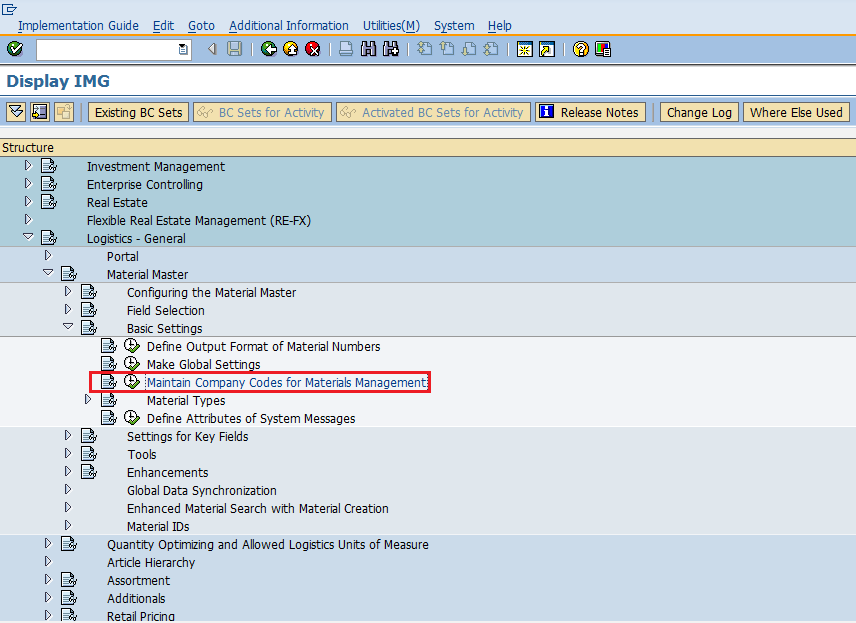 Implementation Guide Edit Goto Additional Information Utilities(M) System Help
Display IMG
Existing BC Sets BC Sets for Activity Activated BC Sets for Activity Release Notes Change Log Where Else Used
Structure
Investment Management
Enterprise Controlling
Real Estate
Flexible Real Estate Management (RE-FX)
Logistics - General
Portal
Material Master
Configuring the Material Master
Field Selection
Basic Settings
Define Output Format of Material Numbers
Make Global Settings
Maintain Company Codes for Materials Management
Material Types
Define Attributes of System Messages
Settings for Key Fields
Tools
Enhancements
Global Data Synchronization
Enhanced Material Search with Material Creation
Material IDs
Quantity Optimizing and Allowed Logistics Units of Measure
Article Hierarchy
Assortment
Additionals
Retail Pricing